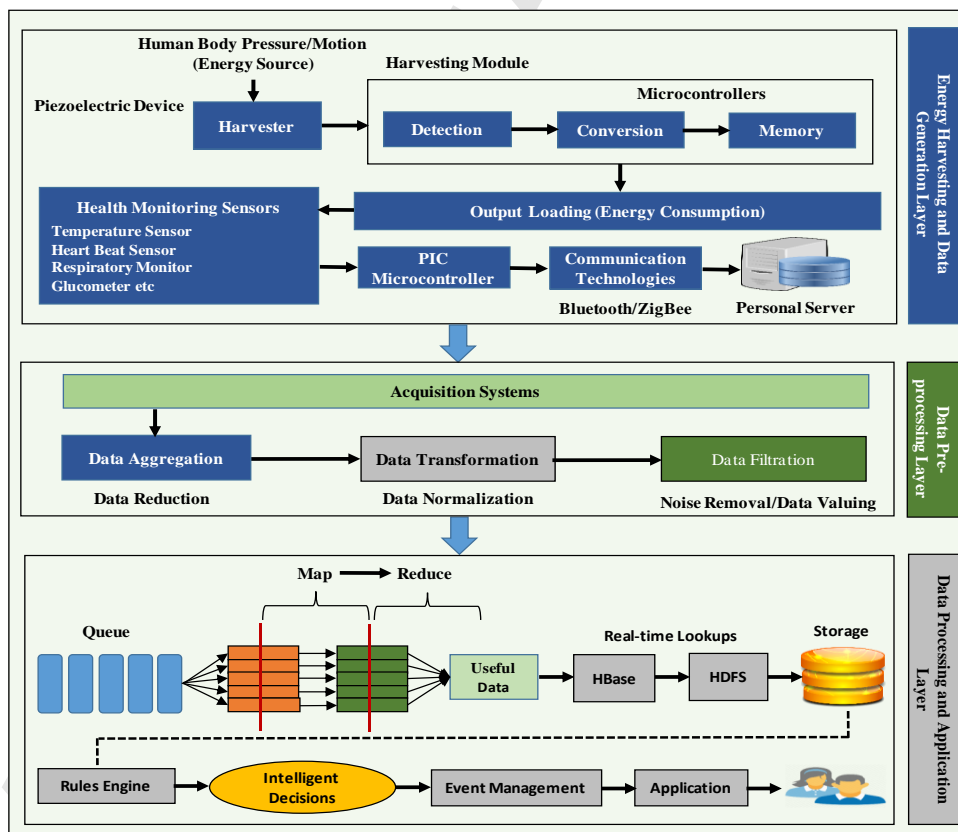 Human Body Pressure/Motion
(Energy Source)
Harvesting Module
Piezoelectric Device
Microcontrollers
Harvester
Detection
Conversion
Memory
Health Monitoring Sensors
Temperature Sensor
Heart Beat Sensor
Respiratory Monitor
Glucometer etc
Output Loading (Energy Consumption)
PIC
Microcontroller
Communication
Technologies
Bluetooth/ZigBee
Personal Server
Energy Harvesting and Data
Generation Layer
Acquisition Systems
Data Aggregation
Data Transformation
Data Filtration
Data Reduction
Data Normalization
Noise Removal/Data Valuing
Data Pre-
processing Layer
Map
Reduce
Queue
Useful
Data
Real-time Lookups
HBase
HDFS
Storage
Rules Engine
Intelligent
Decisions
Event Management
Application
Data Processing and Application
Layer